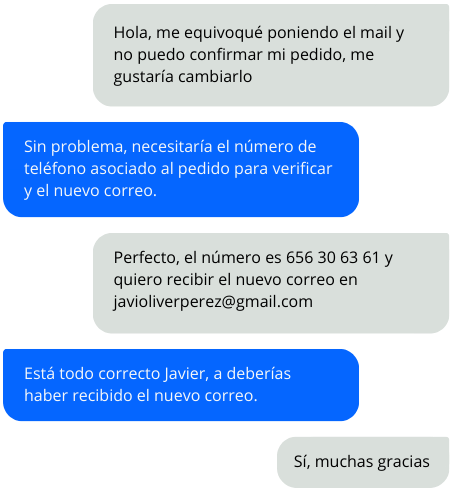 Hola, me equivoqué poniendo el mail y
no puedo confirmar mi pedido, me
gustaría cambiarlo
Sin problema, necesitaría el número de
teléfono asociado al pedido para verificar
y el nuevo correo.
Perfecto, el número es 656 30 63 61 y
quiero recibir el nuevo correo en
javioliverperez@gmail.com
Está todo correcto Javier, a deberías
haber recibido el nuevo correo.
Sí, muchas gracias